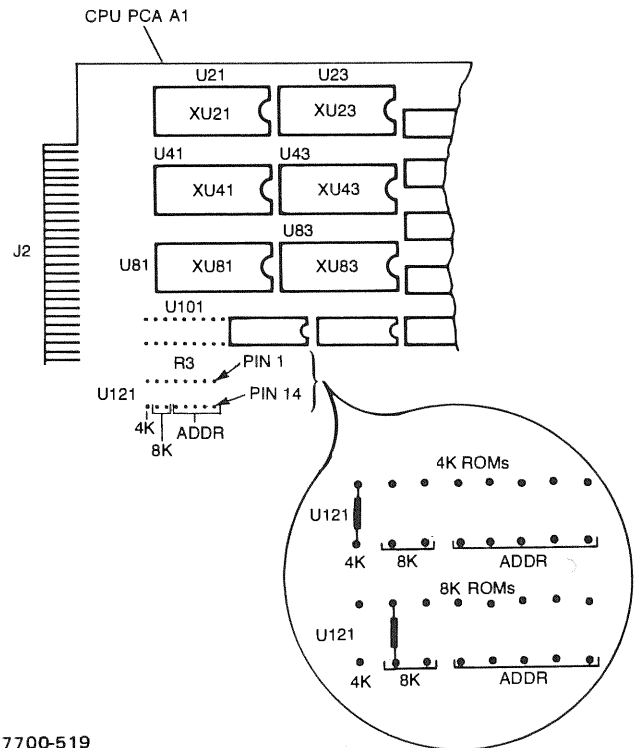 CPU PCA A1
U21 U23
XU21 XU23
U41 U43
XU41 XU43
J2
U83
U81 XU81 XU83
U101
R3 PIN 1
U121 PIN 14
4K 8K ADDR
4K ROMs
U121
4K 8K ADDR
8K ROMs
U121
4K 8K ADDR
7700-519